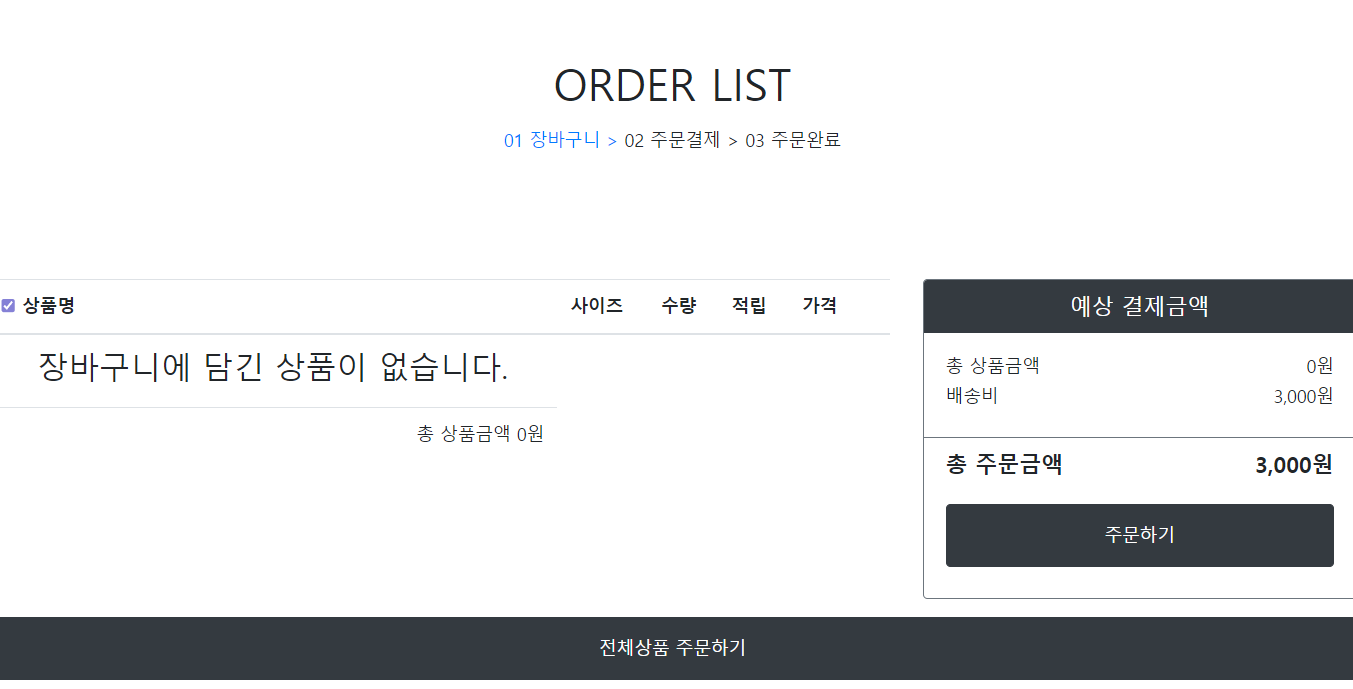 ORDER LIST
01 장바구니 > 02 주문결제 > 03 주문완료
상품명 사이즈 수량 적립 가격
장바구니에 담긴 상품이 없습니다.
총 상품금액 0원
예상 결제금액
총 상품금액 0원
배송비 3,000원
총 주문금액 3,000원
주문하기
전체상품 주문하기